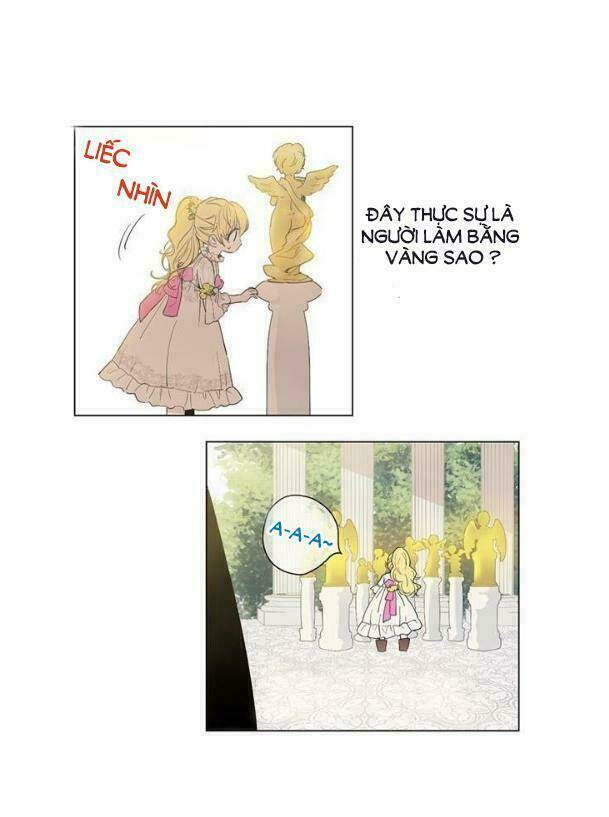 LIẾC
NHÌN
ĐÂY THỰC SỰ LÀ
NGƯỜI LÀM BẰNG
VÀNG SAO ?
A-A-A~